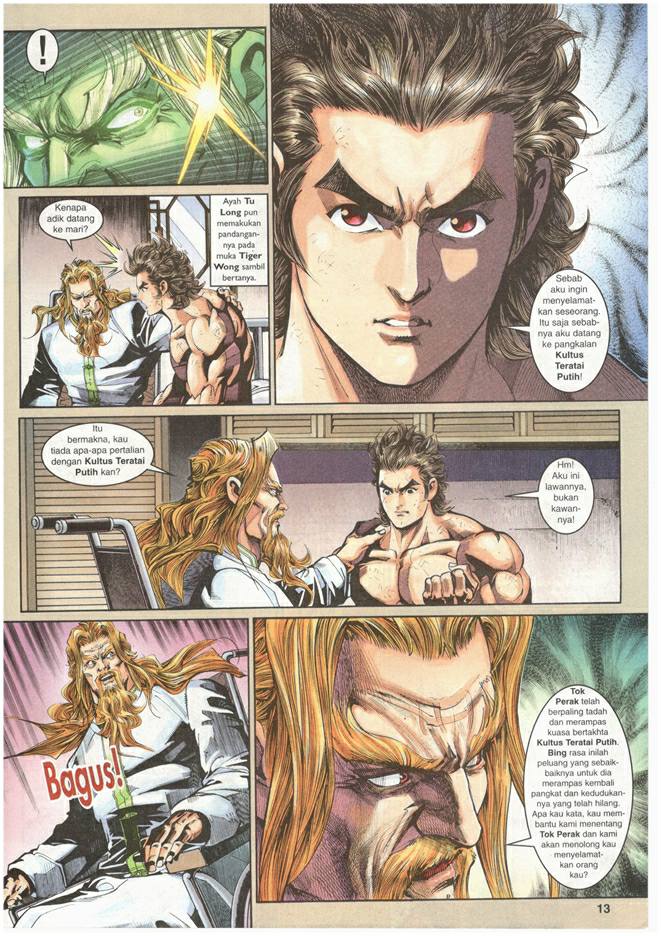 !
Kenapa
adik datang
ke mari?
Ayah Tu
Long pun
memakukan
pandangan-
nya pada
muka Tiger
Wong sambil
bertanya.
Sebab
aku ingin
menyelamat-
kan seseorang.
Itu saja sebab-
nya aku datang
ke pangkalan
Kultus
Teratai
Putih!
Itu
bermakna, kau
tiada apa-apa pertalian
dengan Kultus Teratai
Putih kan?
Hm!
Aku ini
lawannya,
bukan
kawan-
nya!
Bagus!
Tok
Perak telah
berpaling tadah
dan merampas
kuasa bertakhta
Kultus Teratai Putih.
Bing rasa inilah
peluang yang sebaik-
baiknya untuk dia
merampas kembali
pangkat dan keduduka-
nya yang telah hilang.
Apa kau kata, kau mem-
bantu kami menentang
Tok Perak dan kami
akan menolong kau
menyelamat-
kan orang
kau?
13